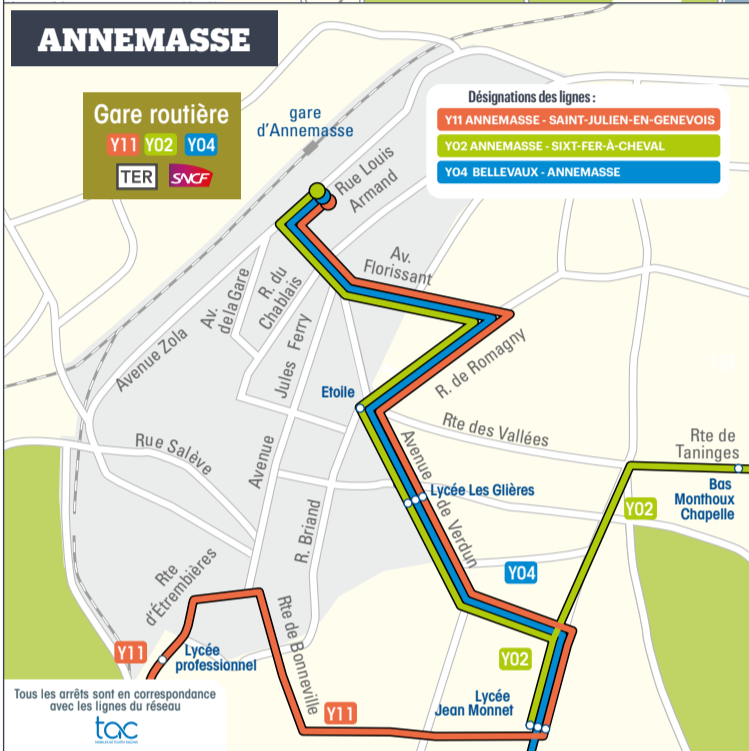 ANNEMASSE
Gare routière
Y11 Y02 Y04
TER SNCF
gare
d'Annemasse
Désignations des lignes :
Y11 ANNEMASSE - SAINT-JULIEN-EN-GENEVOIS
Y02 ANNEMASSE - SIXT-FER-À-CHEVAL
Y04 BELLEVAUX - ANNEMASSE
Rue Louis
Armand
Av.
Florissant
R. du
Chablais
Av.
de la Gare
Avenue Zola
Jules Ferry
Avenue
R. de Romagny
Etoile
Rte des Vallées
Rue Salève
Avenue
de Verdun
Lycée Les Glières
Rte de
Taninges
Bas
Monthoux
Chapelle
Y02
R. Briand
Y04
Rte
d'Étrembières
Rte de Bonneville
Y11
Lycée
professionnel
Y02
Lycée
Jean Monnet
Y11
Tous les arrêts sont en correspondance
avec les lignes du réseau
tac